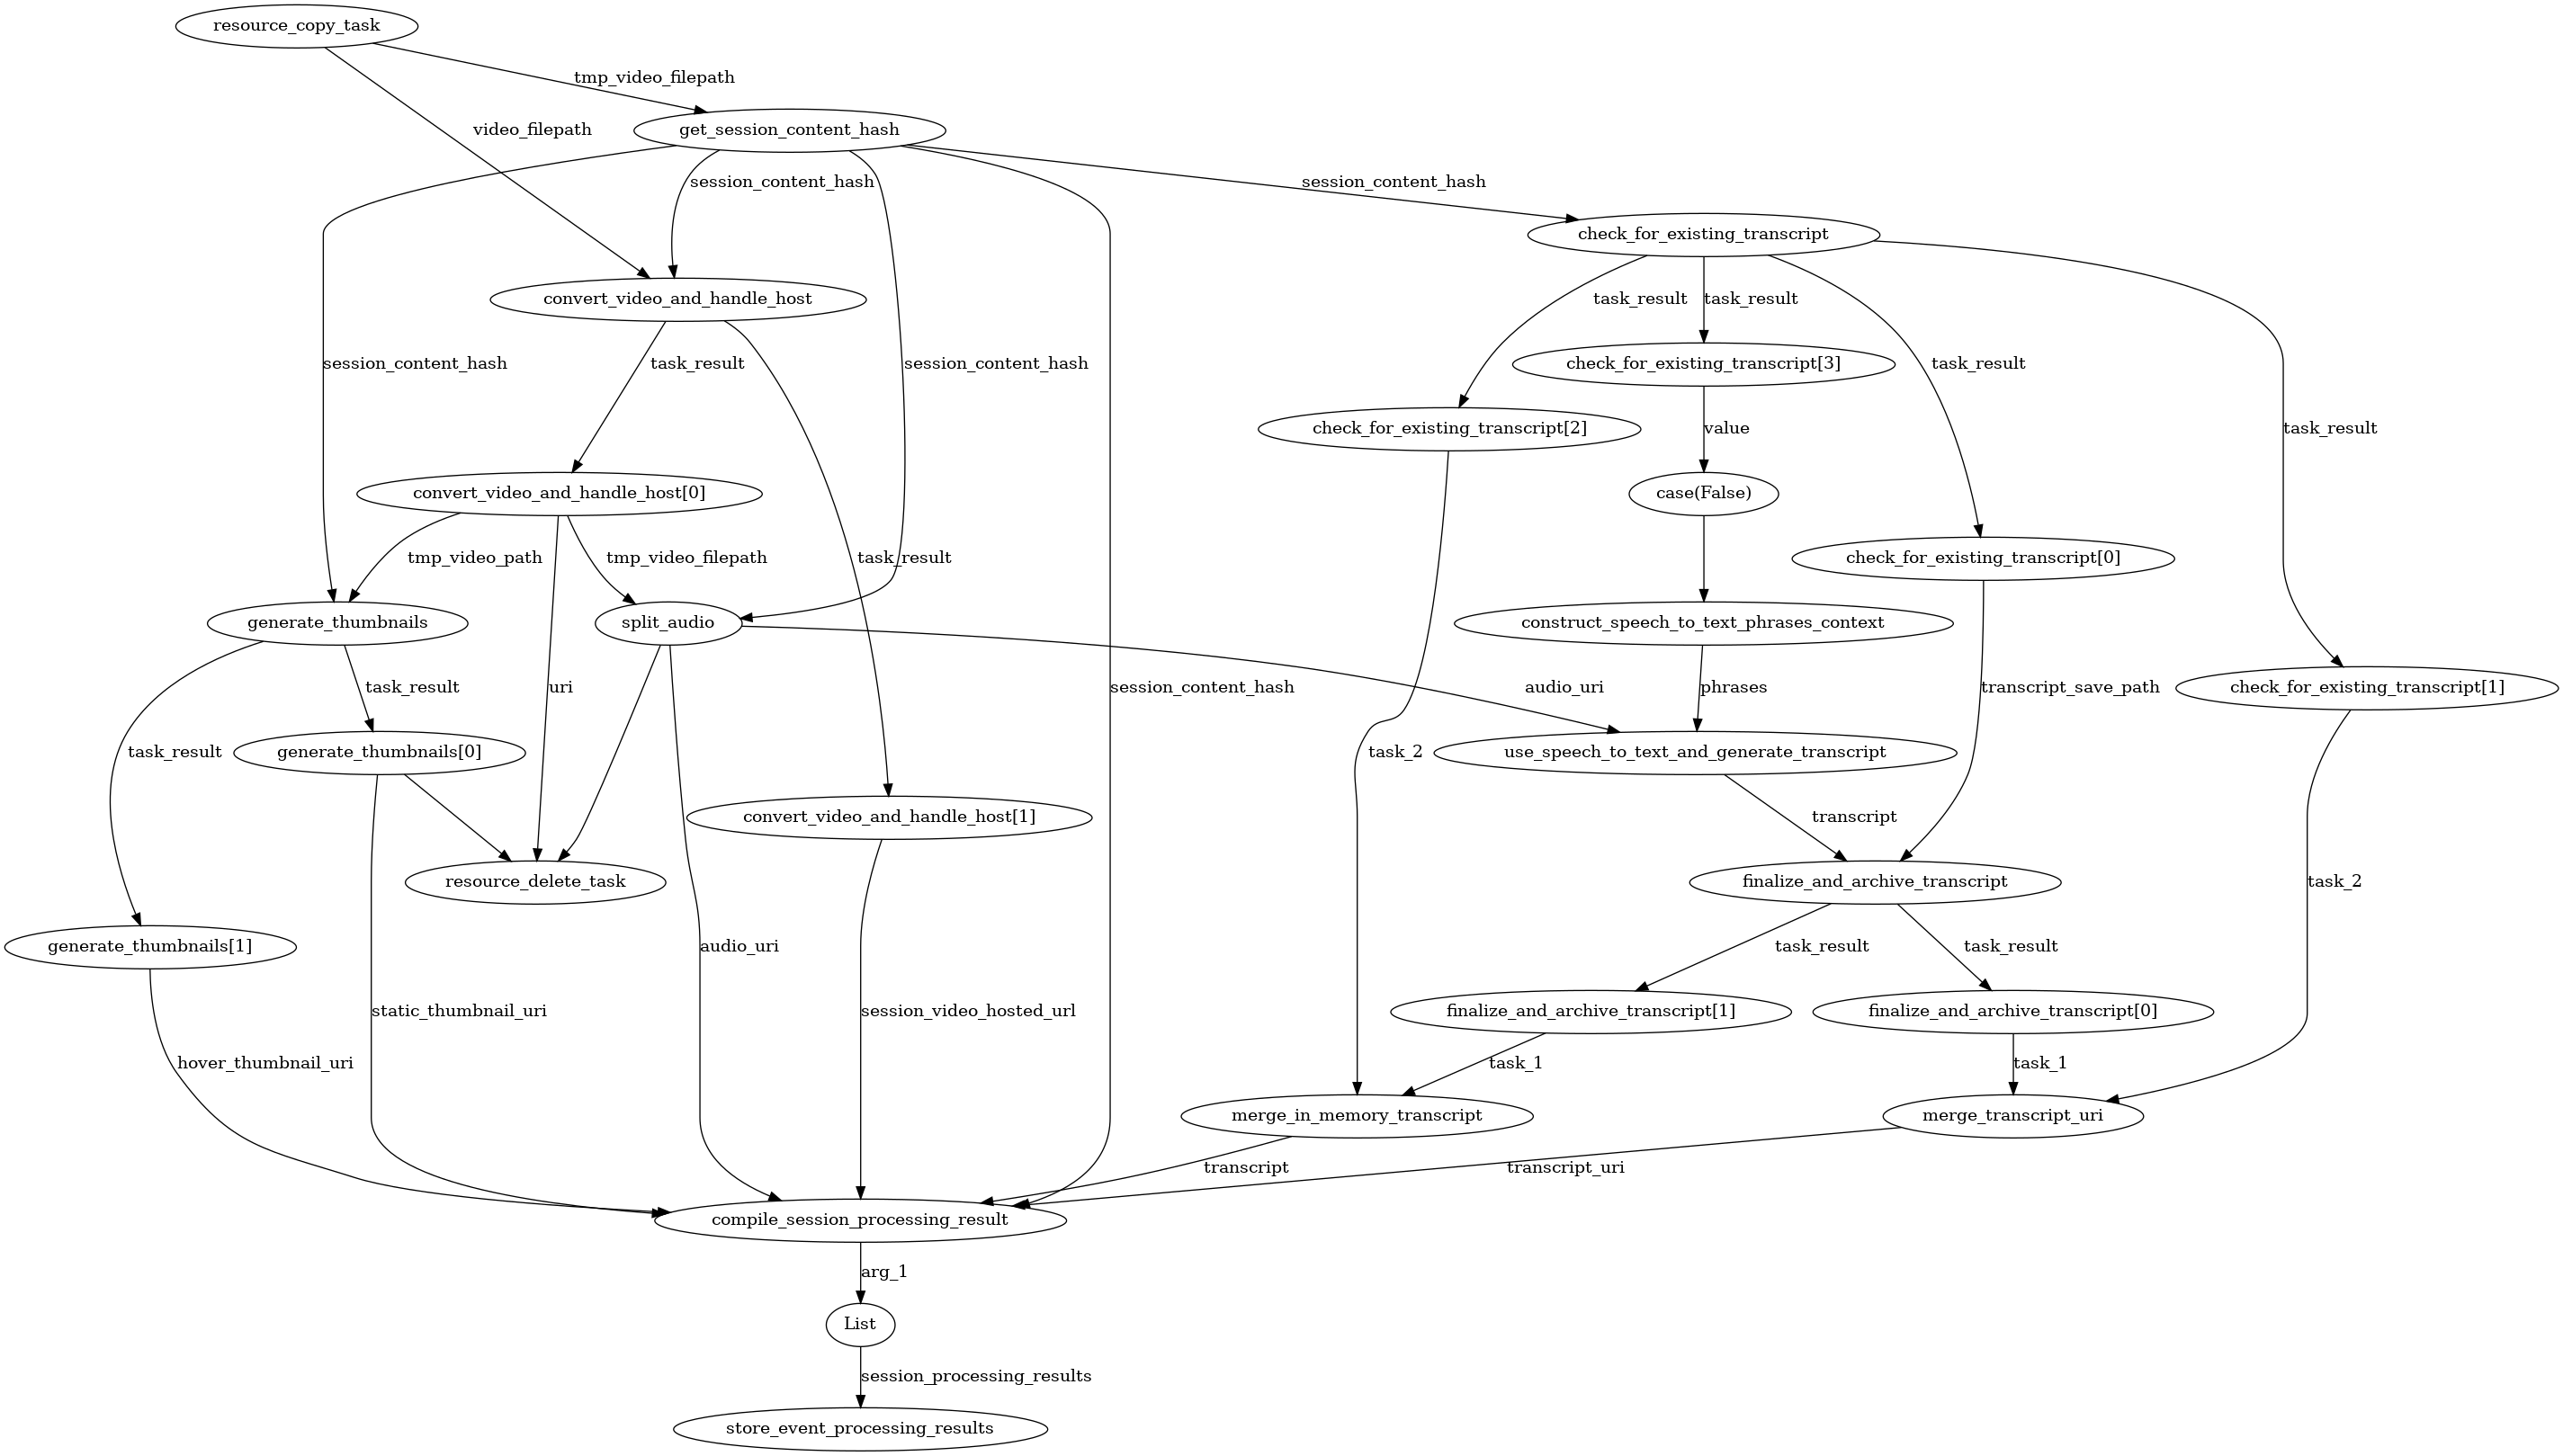 resource_copy_task
tmp_video_filepath
video_filepath
get_session_content_hash
session_content_hash
session_content_hash
check_for_existing_transcript
convert_video_and_handle_host
task_result
task_result
check_for_existing_transcript[3]
session_content_hash
task_result
session_content_hash
task_result
check_for_existing_transcript[2]
value
task_result
convert_video_and_handle_host[0]
case(False)
tmp_video_path
tmp_video_filepath
task_result
check_for_existing_transcript[0]
generate_thumbnails
split_audio
construct_speech_to_text_phrases_context
task_result
uri
session_content_hash
audio_uri
phrases
transcript_save_path
check_for_existing_transcript[1]
task_result
generate_thumbnails[0]
task_2
use_speech_to_text_and_generate_transcript
convert_video_and_handle_host[1]
transcript
resource_delete_task
finalize_and_archive_transcript
task_2
generate_thumbnails[1]
audio_uri
task_result
task_result
static_thumbnail_uri
session_video_hosted_url
finalize_and_archive_transcript[1]
finalize_and_archive_transcript[0]
hover_thumbnail_uri
task_1
task_1
merge_in_memory_transcript
merge_transcript_uri
transcript
transcript_uri
compile_session_processing_result
arg_1
List
session_processing_results
store_event_processing_results